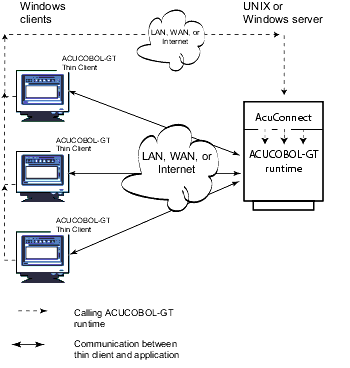 Windows
clients
UNIX or
Windows server
LAN, WAN, or
Internet
ACUCOBOL-GT
Thin Client
AcuConnect
ACUCOBOL-GT
runtime
ACUCOBOL-GT
Thin Client
LAN, WAN, or
Internet
ACUCOBOL-GT
Thin Client
Calling ACUCOBOL-GT
runtime
Communication between
thin client and application